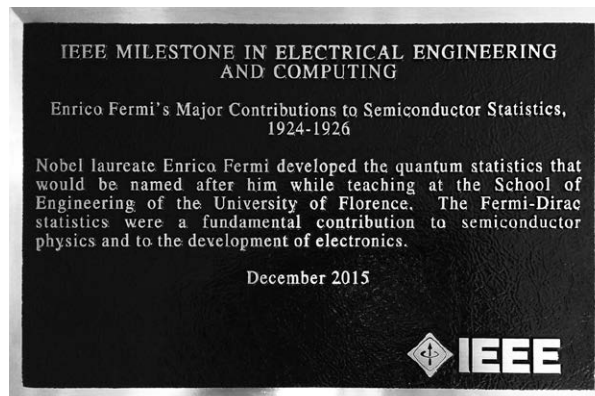 IEEE MILESTONE IN ELECTRICAL ENGINEERING
AND COMPUTING
Enrico Fermi's Major Contributions to Semiconductor Statistics,
1924-1926
Nobel laureate Enrico Fermi developed the quantum statistics that
would be named after him while teaching at the School of
Engineering of the University of Florence. The Fermi-Dirac
statistics were a fundamental contribution to semiconductor
physics and to the development of electronics.
December 2015
IEEE